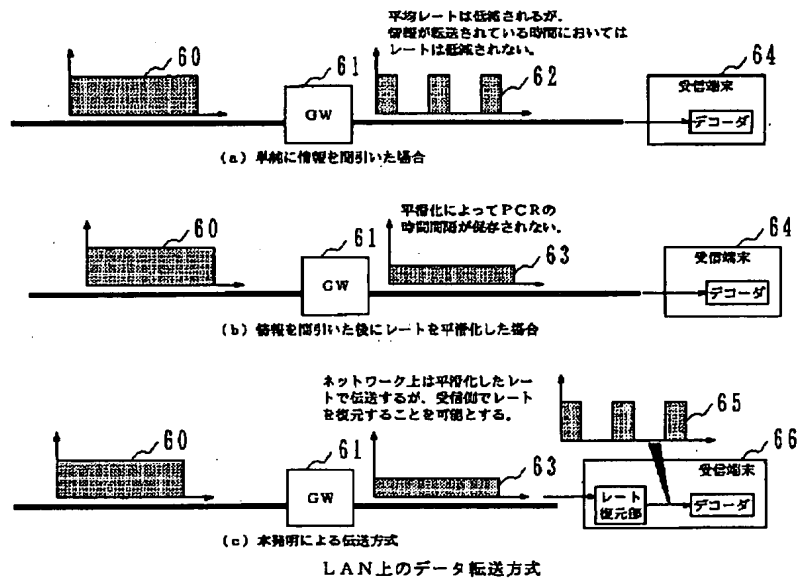 平均レートは低減されるが、
情報が転送されている時間においては
レートは低減されない。
60
61
62
64
GW
受信端末
デコーダ
(a) 単純に情報を間引いた場合
平滑化によってPCRの
時間間隔が保存されない。
60
61
63
64
GW
受信端末
デコーダ
(b) 情報を間引いた後にレートを平滑化した場合
ネットワーク上は平滑化したレー
トで伝送するが、受信側でレート
を復元することを可能とする。
60
61
63
65
66
GW
受信端末
レート
復元部
デコーダ
(c) 本発明による伝送方式
LAN上のデータ転送方式